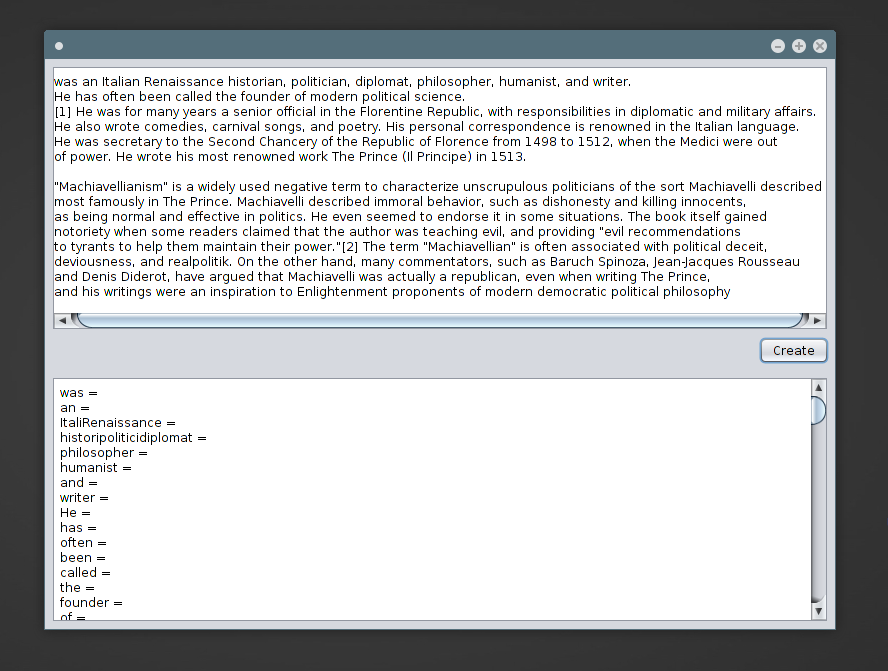 was an Italian Renaissance historian, politician, diplomat, philosopher, humanist, and writer.
He has often been called the founder of modern political science.
[1] He was for many years a senior official in the Florentine Republic, with responsibilities in diplomatic and military affairs.
He also wrote comedies, carnival songs, and poetry. His personal correspondence is renowned in the Italian language.
He was secretary to the Second Chancery of the Republic of Florence from 1498 to 1512, when the Medici were out
of power. He wrote his most renowned work The Prince (Il Principe) in 1513.
"Machiavellianism" is a widely used negative term to characterize unscrupulous politicians of the sort Machiavelli described
most famously in The Prince. Machiavelli described immoral behavior, such as dishonesty and killing innocents,
as being normal and effective in politics. He even seemed to endorse it in some situations. The book itself gained
notoriety when some readers claimed that the author was teaching evil, and providing "evil recommendations
to tyrants to help them maintain their power."[2] The term "Machiavellian" is often associated with political deceit,
deviousness, and realpolitik. On the other hand, many commentators, such as Baruch Spinoza, Jean-Jacques Rousseau
and Denis Diderot, have argued that Machiavelli was actually a republican, even when writing The Prince,
and his writings were an inspiration to Enlightenment proponents of modern democratic political philosophy
Create
was =
an =
ItaliRenaissance =
historipoliticidiplomat =
philosopher =
humanist =
and =
writer =
He =
has =
often =
been =
called =
the =
founder =
of =